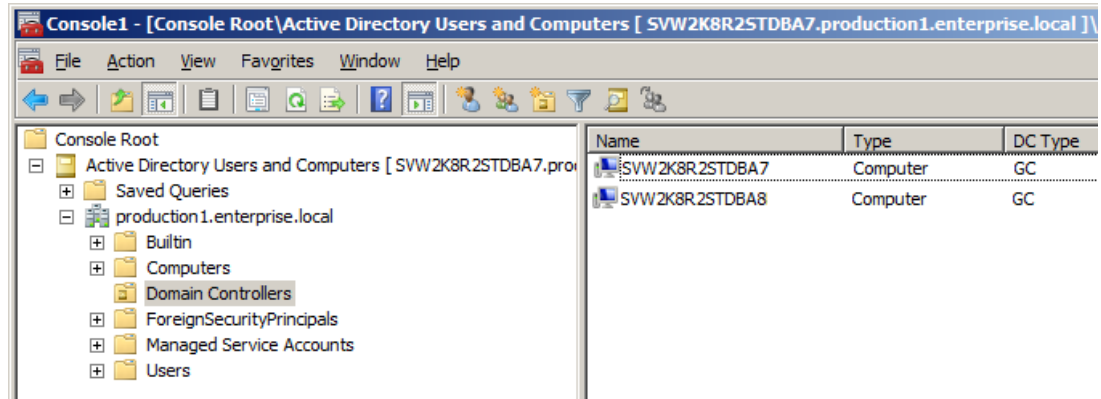 Console1 - [Console Root\Active Directory Users and Computers [ SVW2K8R2STDBA7.production1.enterprise.local ]\
File Action View Favorites Window Help
Console Root
Active Directory Users and Computers [ SVW2K8R2STDBA7.pro
Saved Queries
production1.enterprise.local
Builtin
Computers
Domain Controllers
ForeignSecurityPrincipals
Managed Service Accounts
Users
Name Type DC Type
SVW2K8R2STDBA7 Computer GC
SVW2K8R2STDBA8 Computer GC